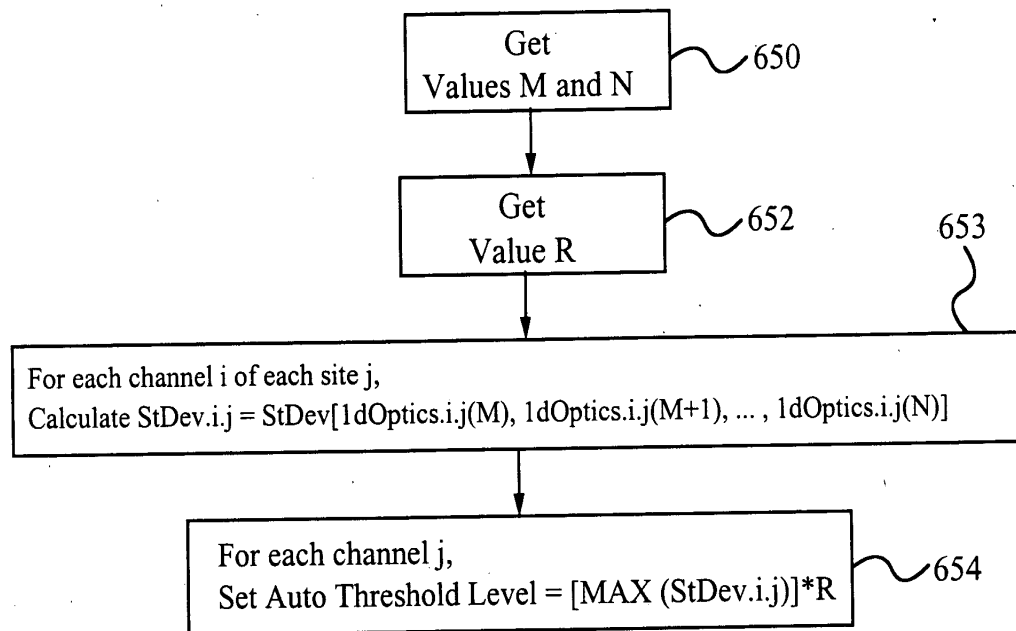 Get
Values M and N
650
Get
Value R
652
653
For each channel i of each site j,
Calculate StDev.i.j = StDev[1dOptics.i.j(M), 1dOptics.i.j(M+1), ... , 1dOptics.i.j(N)]
For each channel j,
Set Auto Threshold Level = [MAX (StDev.i.j)]*R
654